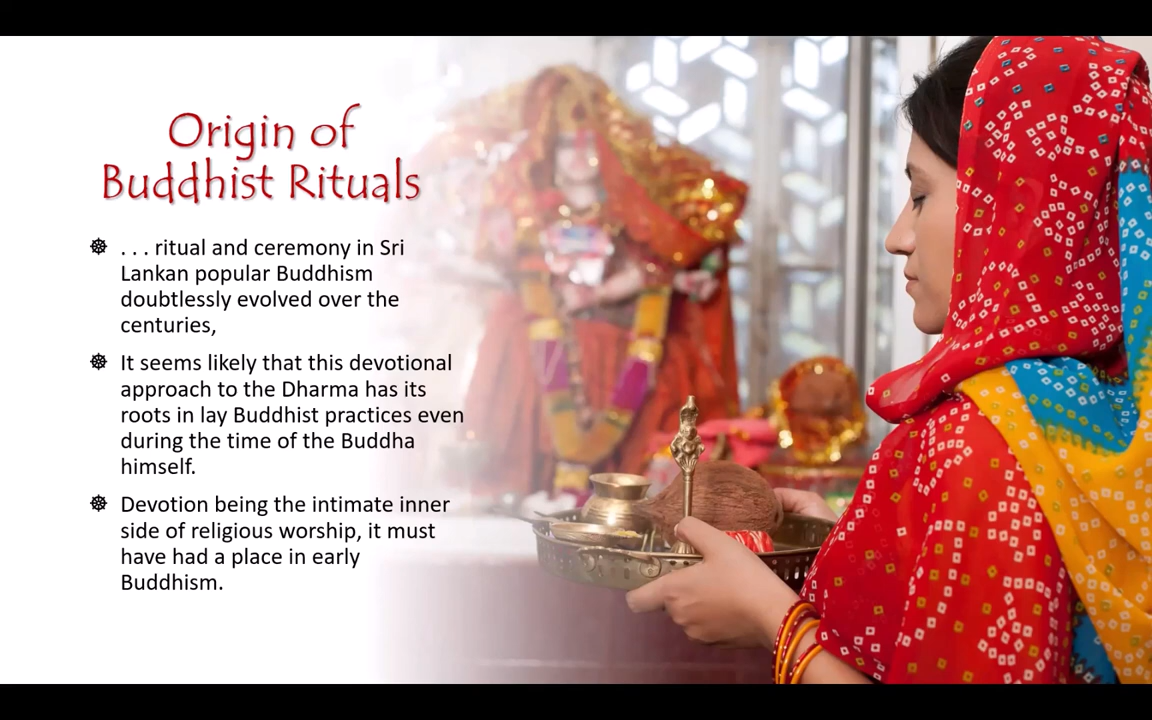 Origin of
Buddhist Rituals
. . . ritual and ceremony in Sri
Lankan popular Buddhism
doubtlessly evolved over the
centuries,
It seems likely that this devotional
approach to the Dharma has its
roots in lay Buddhist practices even
during the time of the Buddha
himself.
Devotion being the intimate inner
side of religious worship, it must
have had a place in early
Buddhism.